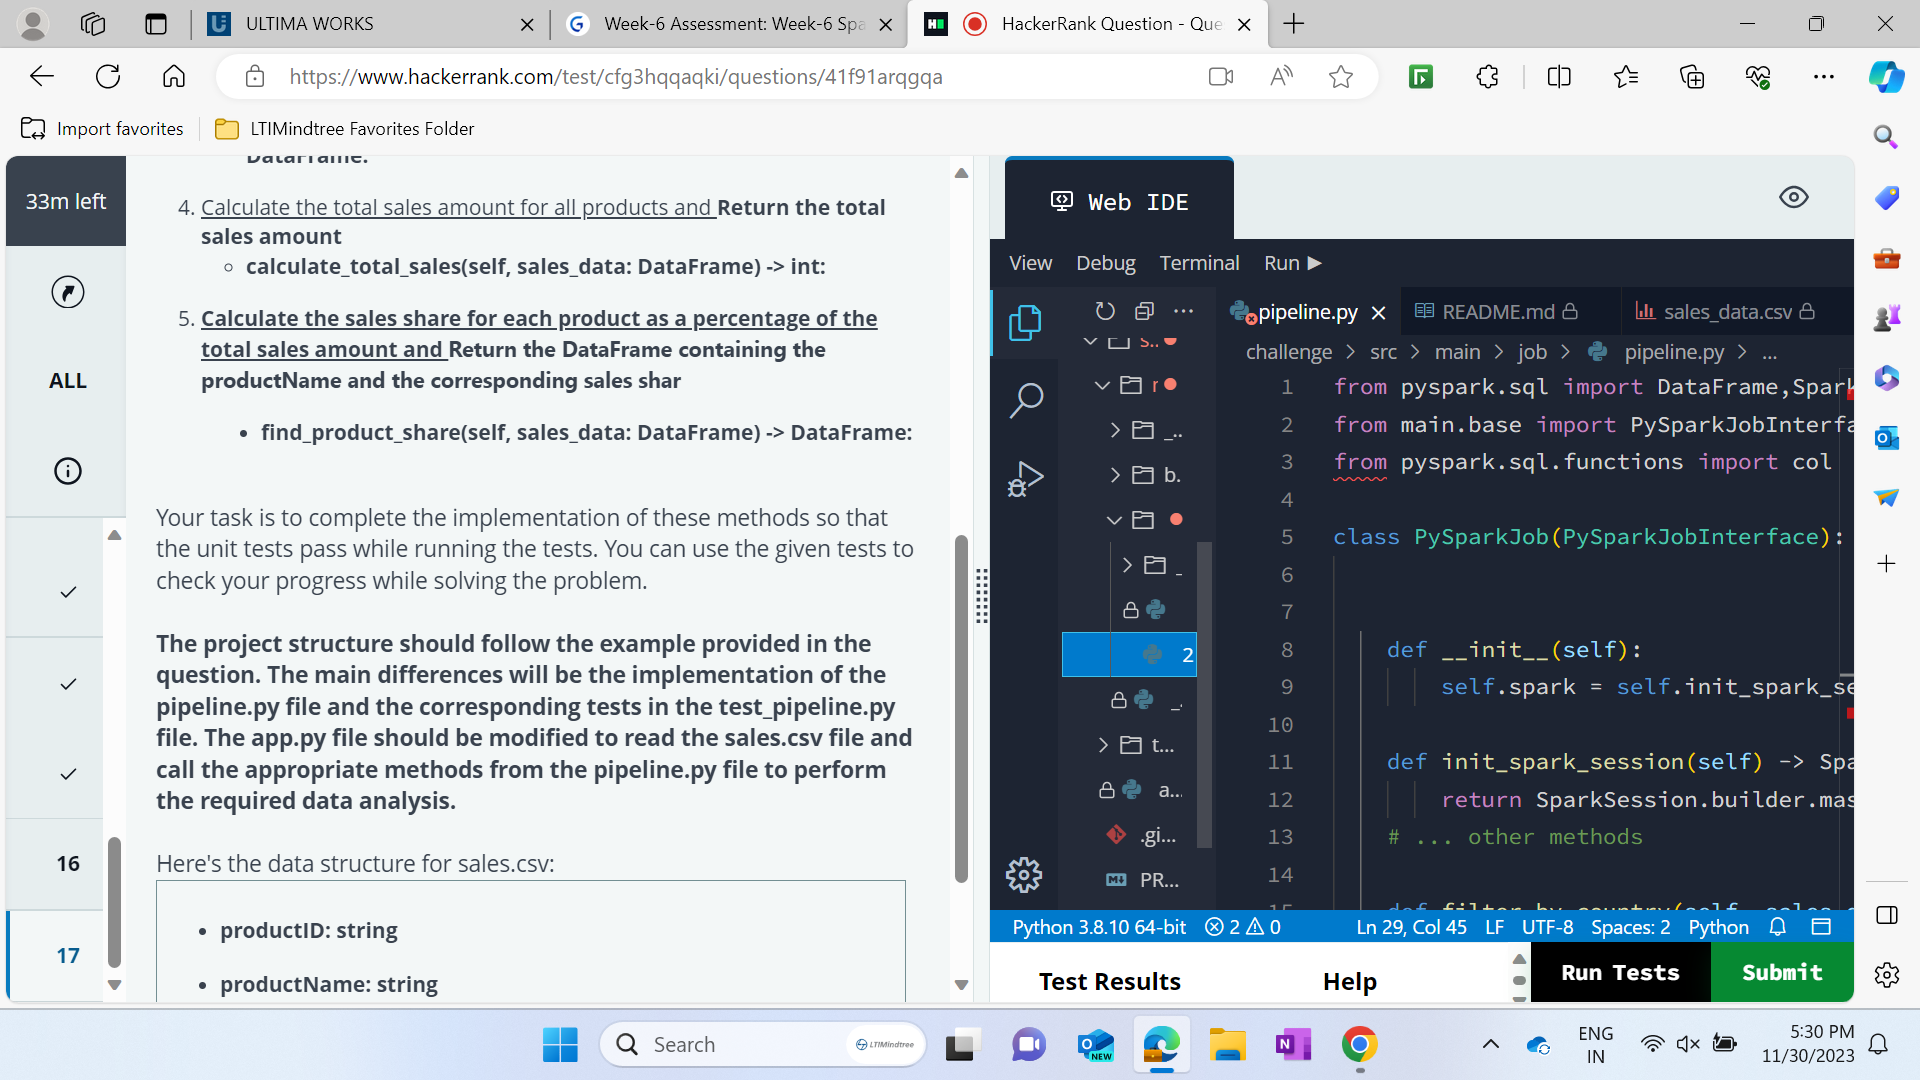 ULTIMA WORKS
Week-6 Assessment: Week-6 Spa
HackerRank Question - Que
https://www.hackerrank.com/test/cfg3hqqaqki/questions/41f91arqgqa
Import favorites
LTIMindtree Favorites Folder
33m left
ALL
16
17
DataFrame.
4. Calculate the total sales amount for all products and Return the total
sales amount
calculate_total_sales(self, sales_data: DataFrame) -> int:
5. Calculate the sales share for each product as a percentage of the
total sales amount and Return the DataFrame containing the
productName and the corresponding sales shar
find_product_share(self, sales_data: DataFrame) -> DataFrame:
Your task is to complete the implementation of these methods so that
the unit tests pass while running the tests. You can use the given tests to
check your progress while solving the problem.
The project structure should follow the example provided in the
question. The main differences will be the implementation of the
pipeline.py file and the corresponding tests in the test_pipeline.py
file. The app.py file should be modified to read the sales.csv file and
call the appropriate methods from the pipeline.py file to perform
the required data analysis.
Here's the data structure for sales.csv:
productID: string
productName: string
Web IDE
View Debug Terminal Run
pipeline.py
README.md
sales_data.csv
challenge > src > main > job > pipeline.py > ...
s..
r
_..
b.
_
2
_.
t...
a...
.gi...
PR...
1 from pyspark.sql import DataFrame,Spark
2 from main.base import PySparkJobInterfa
3 from pyspark.sql.functions import col
4
5 class PySparkJob(PySparkJobInterface):
6
7
8 def __init__(self):
9 self.spark = self.init_spark_se
10
11 def init_spark_session(self) -> Spa
12 return SparkSession.builder.mas
13 # ... other methods
14
15 def filter_by_country(self, sales_
Python 3.8.10 64-bit 2 0 Ln 29, Col 45 LF UTF-8 Spaces: 2 Python
Test Results
Help
Run Tests
Submit
Search
LTIMindtree
NEW
ENG
IN
5:30 PM
11/30/2023